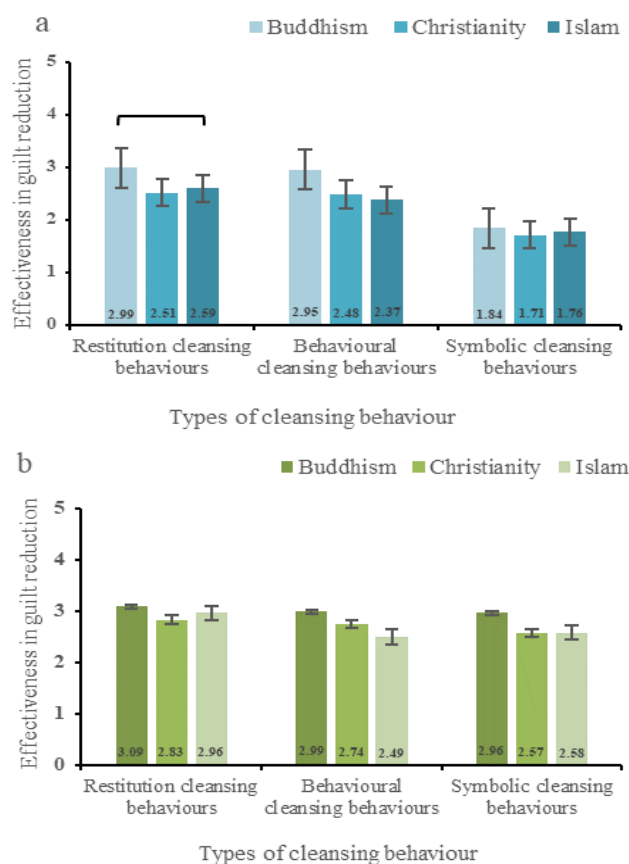 a
Buddhism Christianity Islam
Effectiveness in guilt reduction
5
4
3
2
1
0
2.99 2.51 2.59 2.95 2.48 2.37 1.84 1.71 1.76
Restitution cleansing Behavioural Symbolic cleansing
behaviours cleansing behaviours behaviours
Types of cleansing behaviour
b
Buddhism Christianity Islam
Effectiveness in guilt reduction
5
4
3
2
1
0
3.09 2.83 2.96 2.99 2.74 2.49 2.96 2.57 2.58
Restitution cleansing Behavioural Symbolic cleansing
behaviours cleansing behaviours behaviours
Types of cleansing behaviour